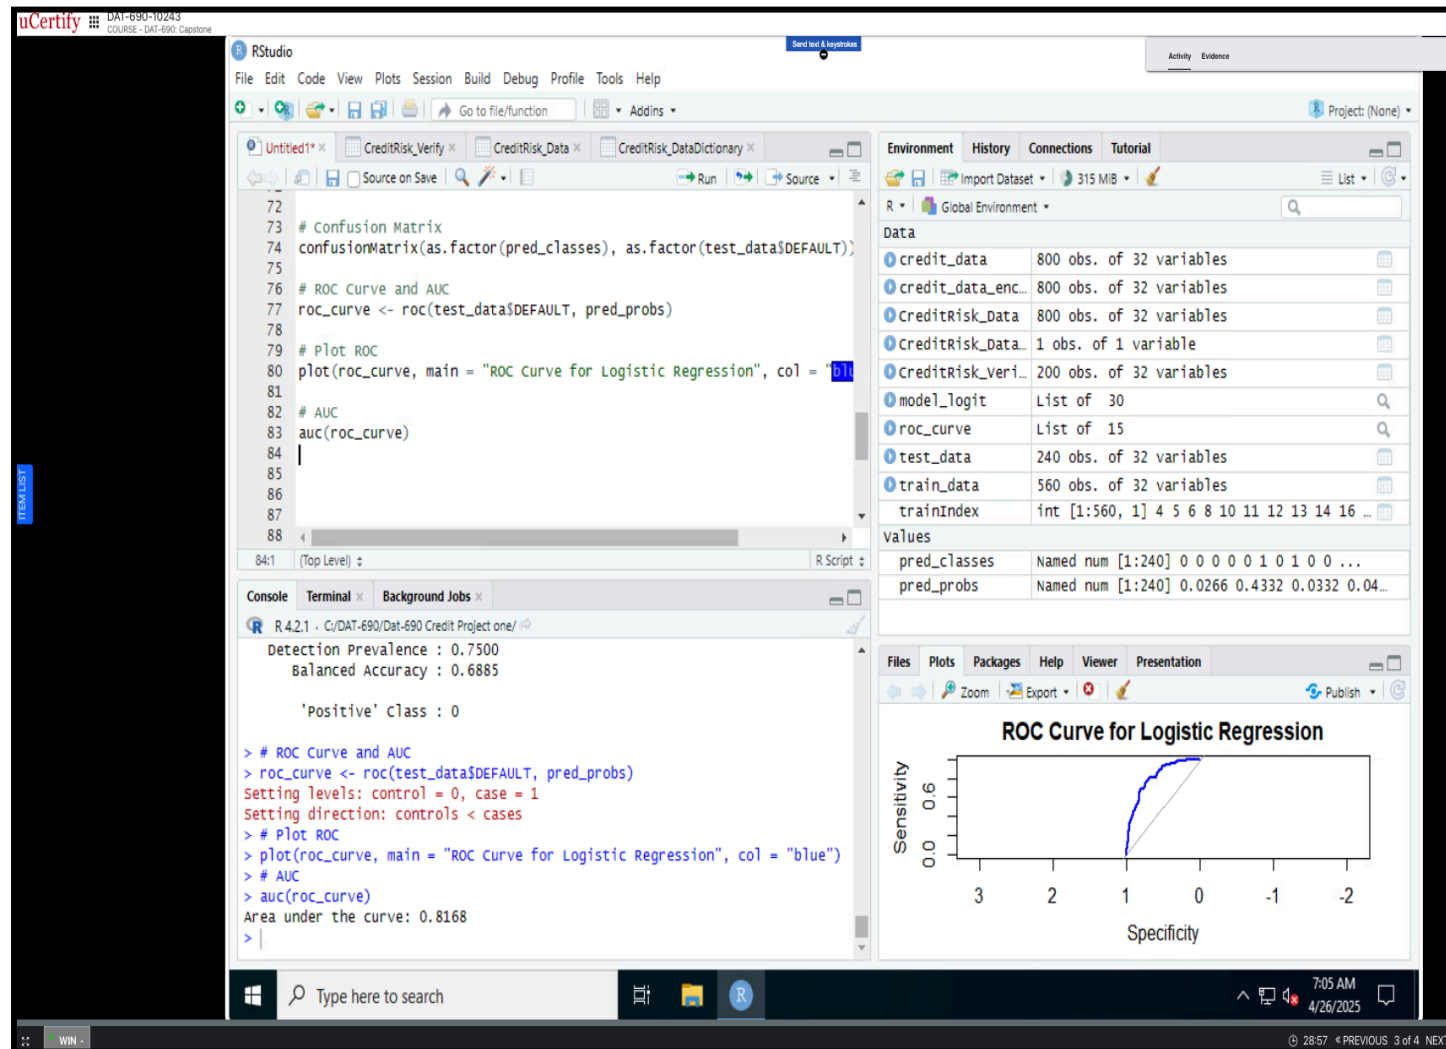 uCertify DAT-690-10243
COURSE - DAT-690: Capstone
Send text & keystrokes
Activity Evidence
RStudio
File Edit Code View Plots Session Build Debug Profile Tools Help
Go to file/function Addins Project: (None)
Untitled1* CreditRisk_Verify CreditRisk_Data CreditRisk_DataDictionary
Source on Save Run Source
72
73 # Confusion Matrix
74 confusionMatrix(as.factor(pred_classes), as.factor(test_data$DEFAULT))
75
76 # ROC Curve and AUC
77 roc_curve <- roc(test_data$DEFAULT, pred_probs)
78
79 # Plot ROC
80 plot(roc_curve, main = "ROC Curve for Logistic Regression", col = "blu
81
82 # AUC
83 auc(roc_curve)
84
85
86
87
88
84:1 (Top Level) R Script
Console Terminal Background Jobs
R 4.2.1 · C:/DAT-690/Dat-690 Credit Project one/
Detection Prevalence : 0.7500
Balanced Accuracy : 0.6885
'Positive' Class : 0
> # ROC Curve and AUC
> roc_curve <- roc(test_data$DEFAULT, pred_probs)
Setting levels: control = 0, case = 1
Setting direction: controls < cases
> # Plot ROC
> plot(roc_curve, main = "ROC Curve for Logistic Regression", col = "blue")
> # AUC
> auc(roc_curve)
Area under the curve: 0.8168
>
Environment History Connections Tutorial
Import Dataset 315 MiB List
R Global Environment
Data
credit_data 800 obs. of 32 variables
credit_data_enc… 800 obs. of 32 variables
CreditRisk_Data 800 obs. of 32 variables
CreditRisk_Data… 1 obs. of 1 variable
CreditRisk_Veri… 200 obs. of 32 variables
model_logit List of 30
roc_curve List of 15
test_data 240 obs. of 32 variables
train_data 560 obs. of 32 variables
trainIndex int [1:560, 1] 4 5 6 8 10 11 12 13 14 16 …
Values
pred_classes Named num [1:240] 0 0 0 0 0 1 0 1 0 0 ...
pred_probs Named num [1:240] 0.0266 0.4332 0.0332 0.04…
Files Plots Packages Help Viewer Presentation
Zoom Export Publish
ROC Curve for Logistic Regression
Sensitivity
0.6
0.0
3 2 1 0 -1 -2
Specificity
ITEM LIST
Type here to search
7:05 AM
4/26/2025
WIN
28:57 « PREVIOUS 3 of 4 NEXT